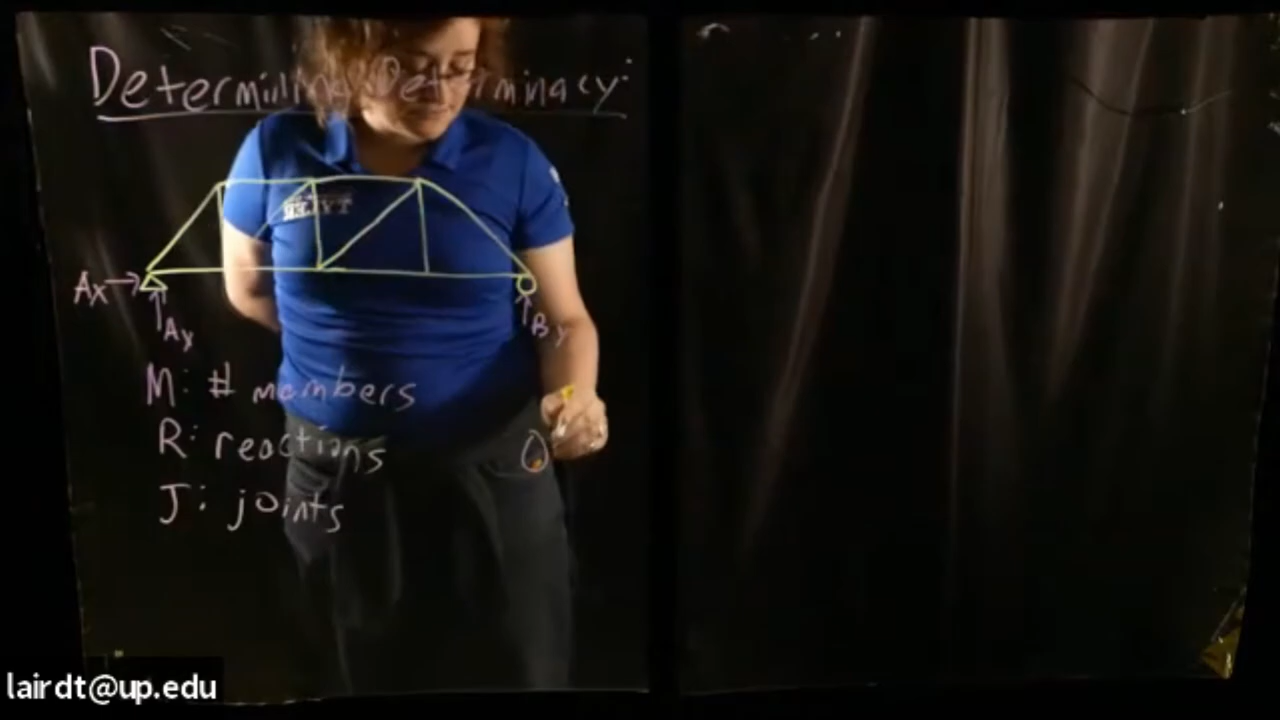 Determining Determinacy:
Ax
Ay
By
M: # members
R: reactions
J: joints
lairdt@up.edu